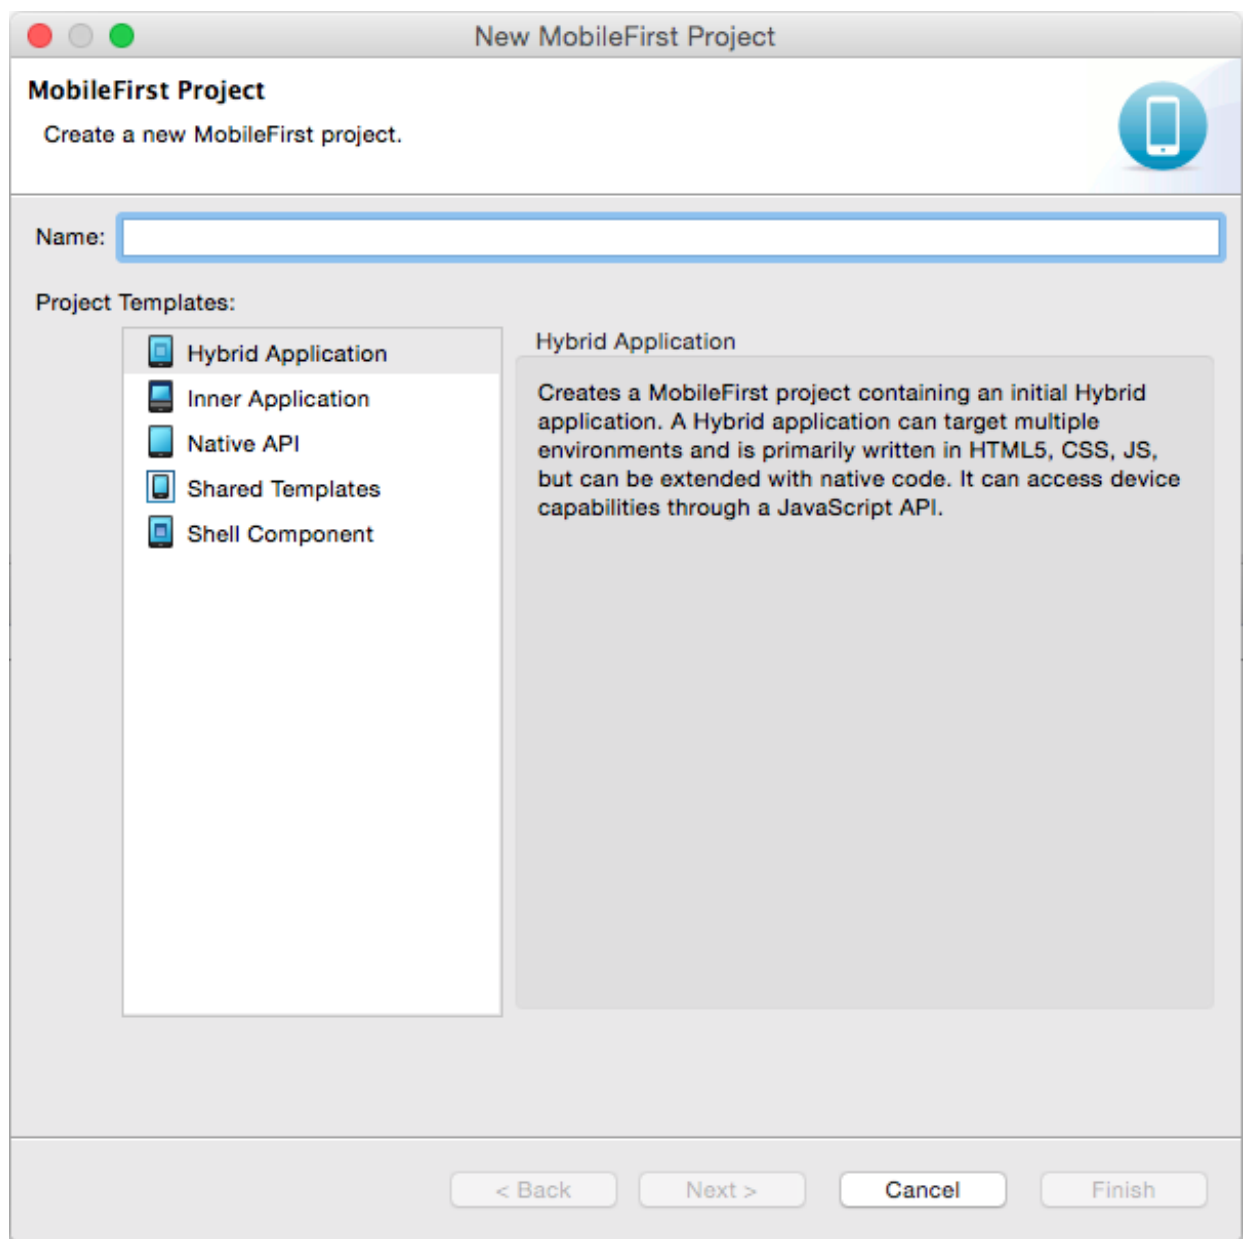 New MobileFirst Project
MobileFirst Project
Create a new MobileFirst project.
Name:
Project Templates:
Hybrid Application
Inner Application
Native API
Shared Templates
Shell Component
Hybrid Application
Creates a MobileFirst project containing an initial Hybrid
application. A Hybrid application can target multiple
environments and is primarily written in HTML5, CSS, JS,
but can be extended with native code. It can access device
capabilities through a JavaScript API.
< Back
Next >
Cancel
Finish